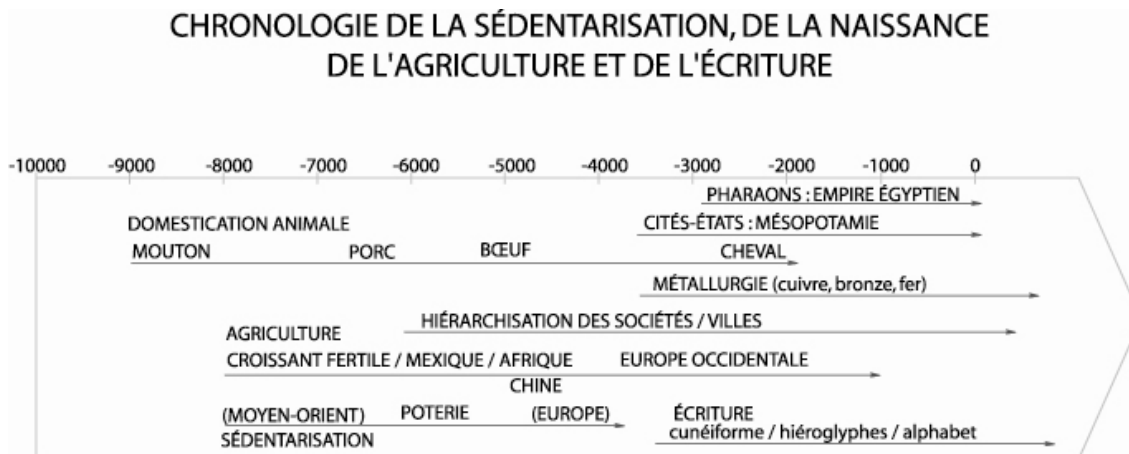 CHRONOLOGIE DE LA SÉDENTARISATION, DE LA NAISSANCE
DE L'AGRICULTURE ET DE L'ÉCRITURE
-10000 -9000 -8000 -7000 -6000 -5000 -4000 -3000 -2000 -1000 0
PHARAONS : EMPIRE ÉGYPTIEN
DOMESTICATION ANIMALE CITÉS-ÉTATS : MÉSOPOTAMIE
MOUTON PORC BŒUF CHEVAL
MÉTALLURGIE (cuivre, bronze, fer)
HIÉRARCHISATION DES SOCIÉTÉS / VILLES
AGRICULTURE
CROISSANT FERTILE / MEXIQUE / AFRIQUE EUROPE OCCIDENTALE
CHINE
(MOYEN-ORIENT) POTERIE (EUROPE) ÉCRITURE
SÉDENTARISATION cunéiforme / hiéroglyphes / alphabet